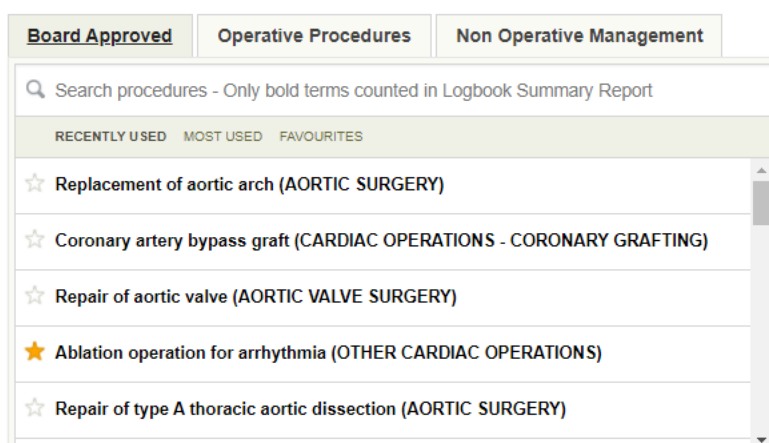 Board Approved Operative Procedures Non Operative Management
Search procedures - Only bold terms counted in Logbook Summary Report
RECENTLY USED MOST USED FAVOURITES
Replacement of aortic arch (AORTIC SURGERY)
Coronary artery bypass graft (CARDIAC OPERATIONS - CORONARY GRAFTING)
Repair of aortic valve (AORTIC VALVE SURGERY)
Ablation operation for arrhythmia (OTHER CARDIAC OPERATIONS)
Repair of type A thoracic aortic dissection (AORTIC SURGERY)